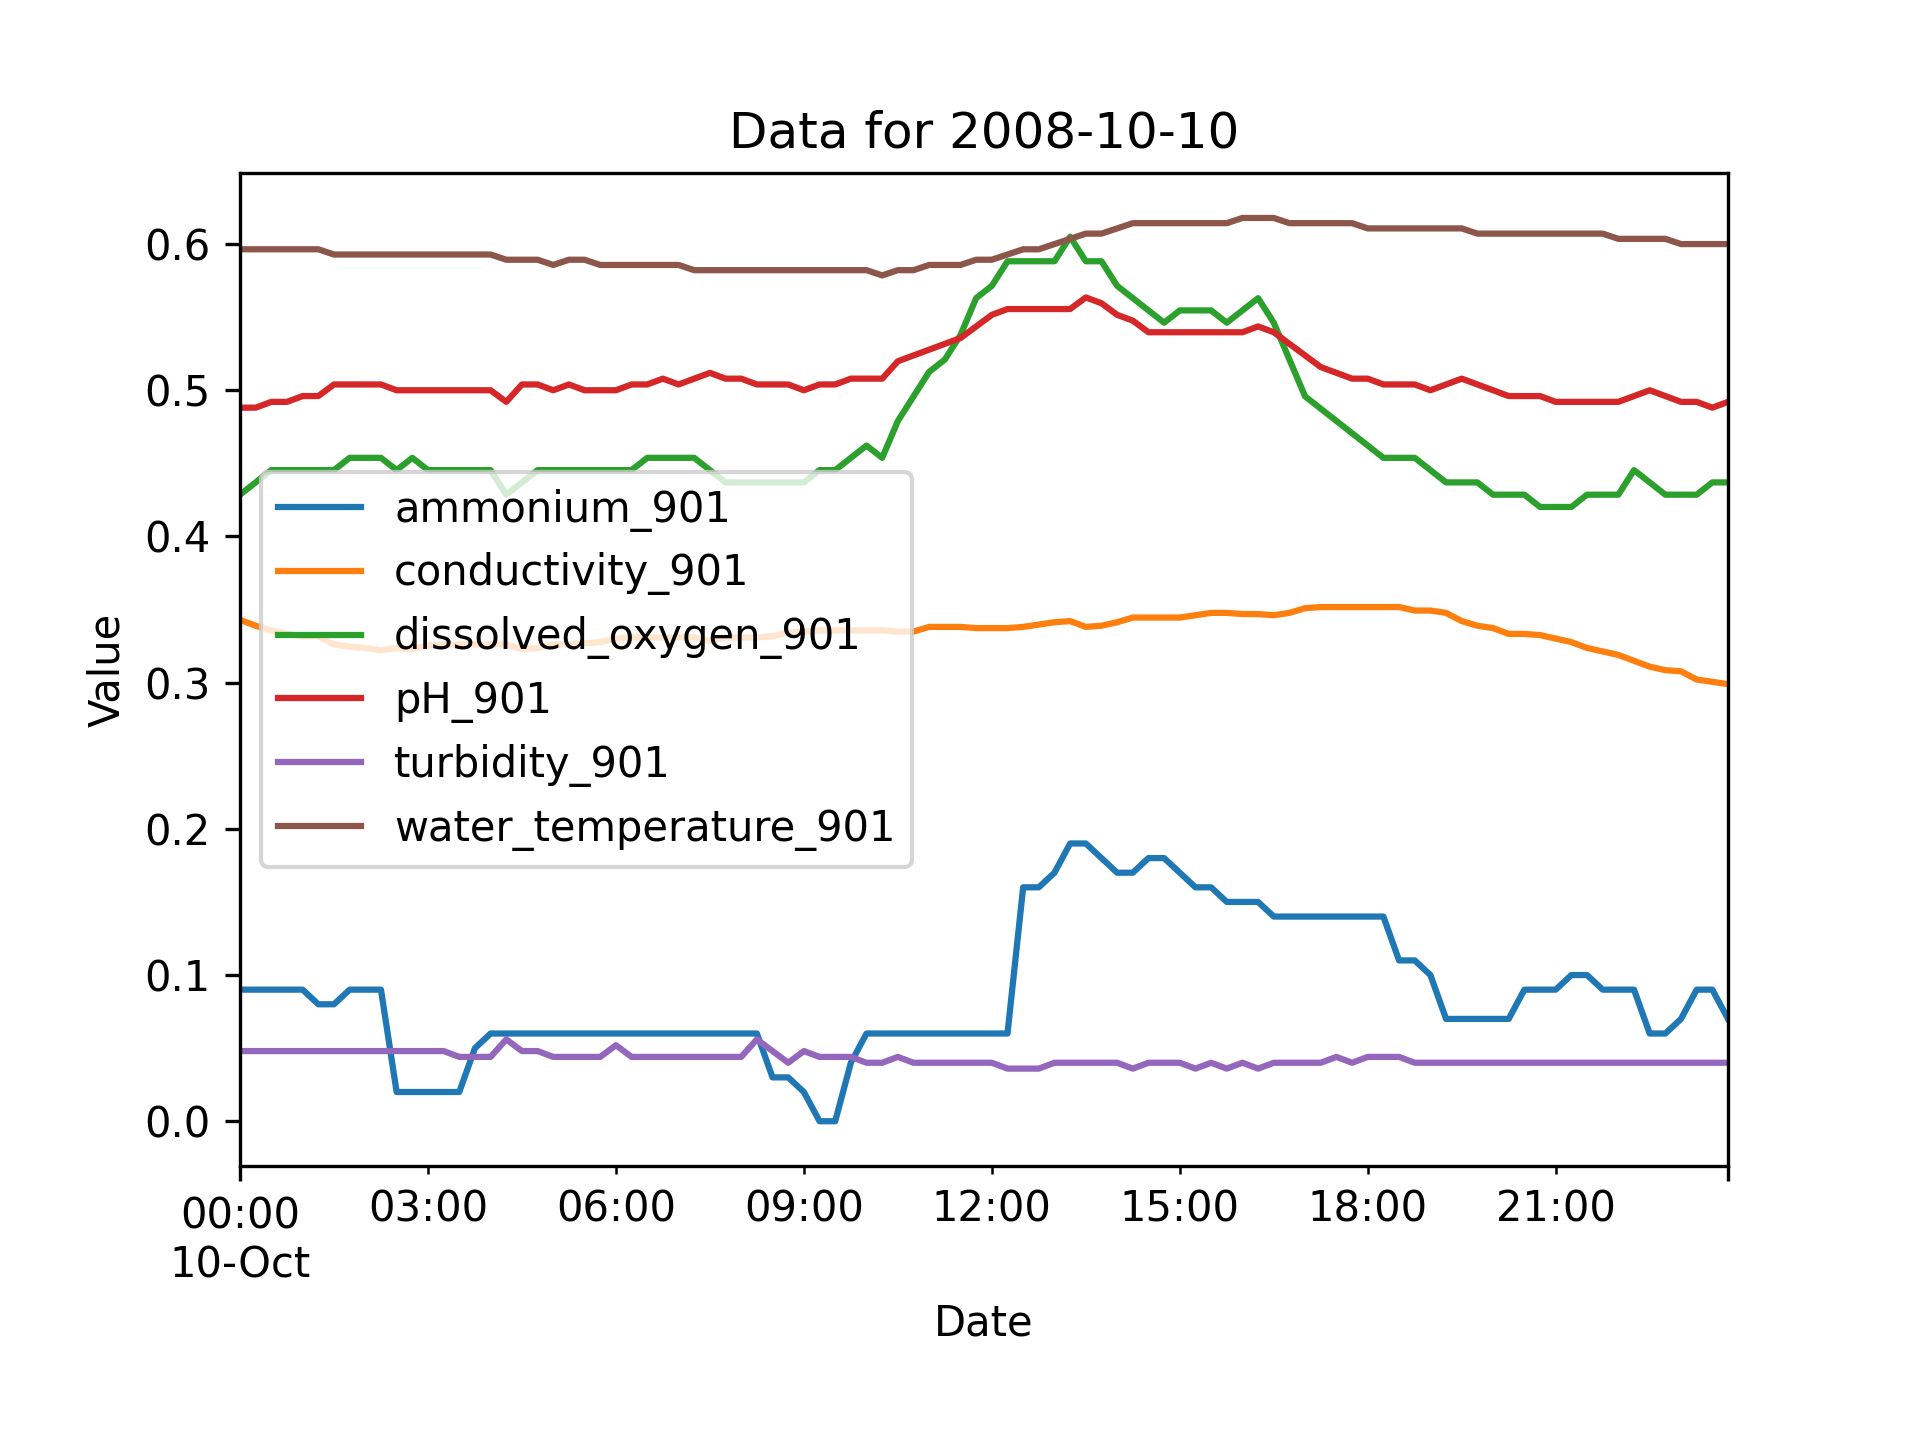 Data for 2008-10-10
0.6
0.5
0.4
0.3
0.2
0.1
0.0
Value
ammonium_901
conductivity_901
dissolved_oxygen_901
pH_901
turbidity_901
water_temperature_901
00:00 03:00 06:00 09:00 12:00 15:00 18:00 21:00
10-Oct
Date